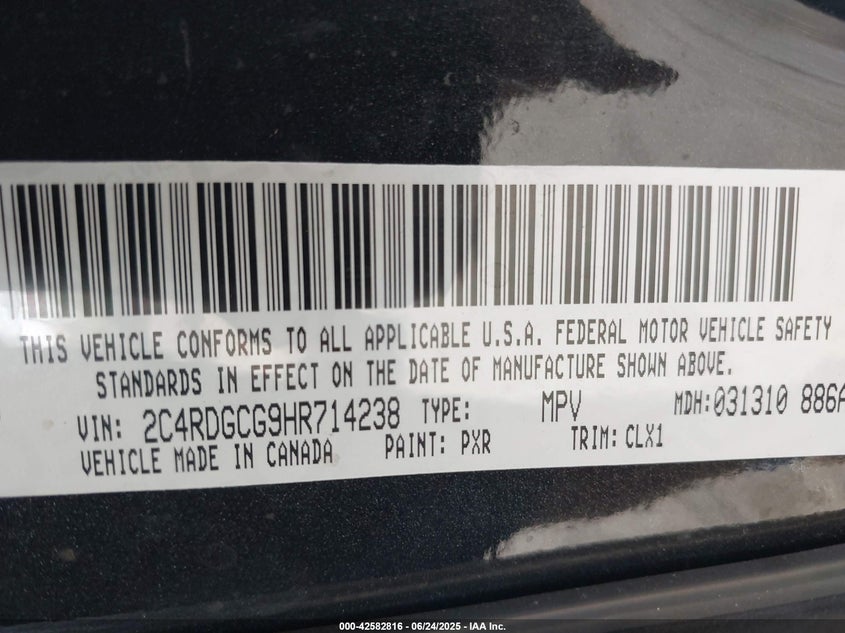 THIS VEHICLE CONFORMS TO ALL APPLICABLE U.S.A. FEDERAL MOTOR VEHICLE SAFETY
STANDARDS IN EFFECT ON THE DATE OF MANUFACTURE SHOWN ABOVE.
VIN: 2C4RDGCG9HR714238 TYPE: MPV MDH:031310 886A
VEHICLE MADE IN CANADA PAINT: PXR TRIM: CLX1
000-42582816 - 06/24/2025 - IAA Inc.